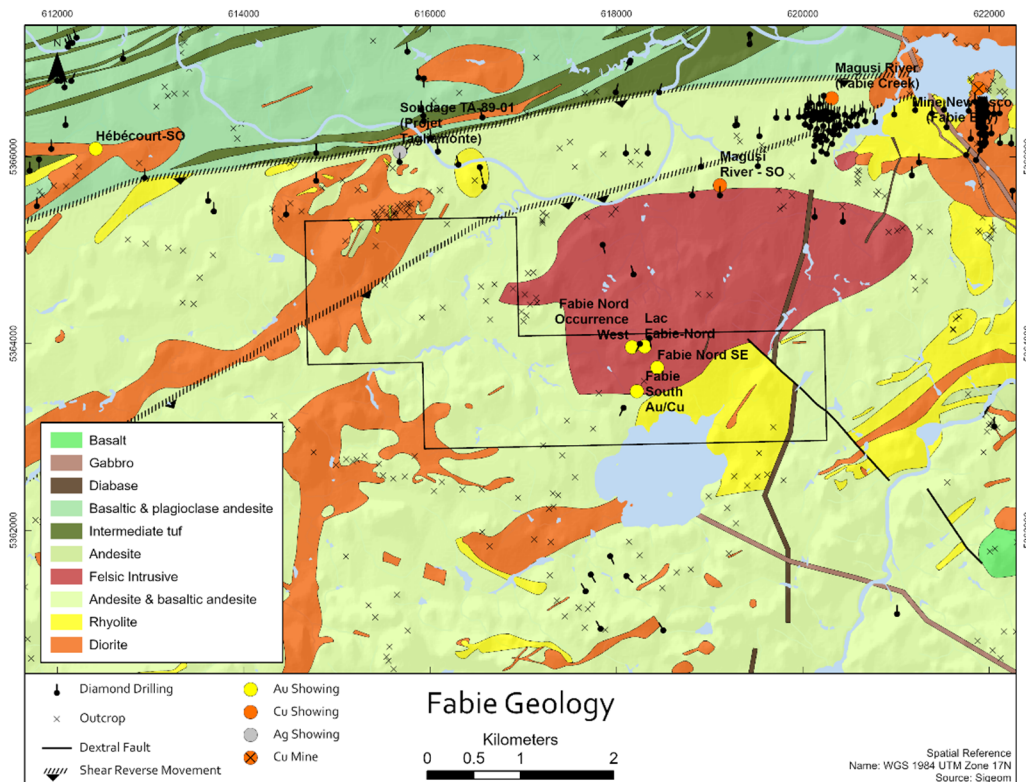 612000
614000
616000
618000
620000
622000
N
Magusi River
(Fabie Creek)
Sondage TA-89-01
(Projet
Taghemonte)
Mine New Insco
Hébécourt-SO
5366000
Magusi
River - SO
Fabie Nord
Occurrence
West
Lac
Fabie-Nord
5364000
Fabie Nord SE
Fabie
South
Au/Cu
5362000
Basalt
Gabbro
Diabase
Basaltic & plagioclase andesite
Intermediate tuf
Andesite
Felsic Intrusive
Andesite & basaltic andesite
Rhyolite
Diorite
Diamond Drilling
Outcrop
Dextral Fault
Shear Reverse Movement
Au Showing
Cu Showing
Ag Showing
Cu Mine
Fabie Geology
Kilometers
0 0.5 1 2
Spatial Reference
Name: WGS 1984 UTM Zone 17N
Source: Sigeom